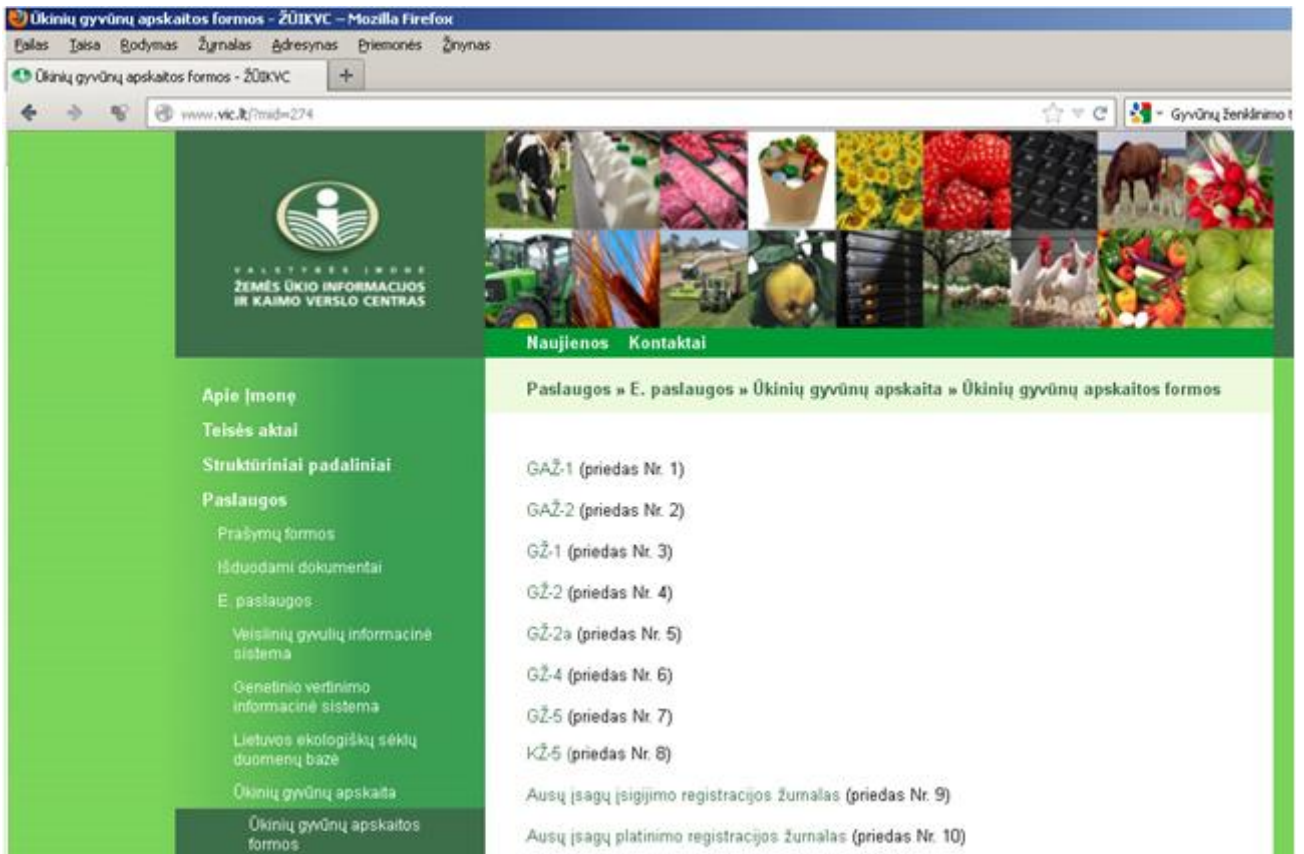 Ūkinių gyvūnų apskaitos formos - ŽŪIKVC – Mozilla Firefox
Failas Taisa Rodymas Žurnalas Adresynas Priemonės Žinynas
Ūkinių gyvūnų apskaitos formos - ŽŪIKVC +
www.vic.lt/?mid=274
Gyvūnų ženklinimo t
VALSTYBĖS ĮMONĖ
ŽEMĖS ŪKIO INFORMACIJOS
IR KAIMO VERSLO CENTRAS
Naujienos Kontaktai
Paslaugos » E. paslaugos » Ūkinių gyvūnų apskaita » Ūkinių gyvūnų apskaitos formos
Apie Įmonę
Teisės aktai
Struktūriniai padaliniai
Paslaugos
Prašymų formos
Išduodami dokumentai
E. paslaugos
Veislinių gyvulių informacinė
sistema
Genetinio vertinimo
informacinė sistema
Lietuvos ekologiškų sėklų
duomenų bazė
Ūkinių gyvūnų apskaita
Ūkinių gyvūnų apskaitos
formos
GAŽ-1 (priedas Nr. 1)
GAŽ-2 (priedas Nr. 2)
GŽ-1 (priedas Nr. 3)
GŽ-2 (priedas Nr. 4)
GŽ-2a (priedas Nr. 5)
GŽ-4 (priedas Nr. 6)
GŽ-5 (priedas Nr. 7)
KŽ-5 (priedas Nr. 8)
Ausų įsagų įsigijimo registracijos žurnalas (priedas Nr. 9)
Ausų įsagų platinimo registracijos žurnalas (priedas Nr. 10)